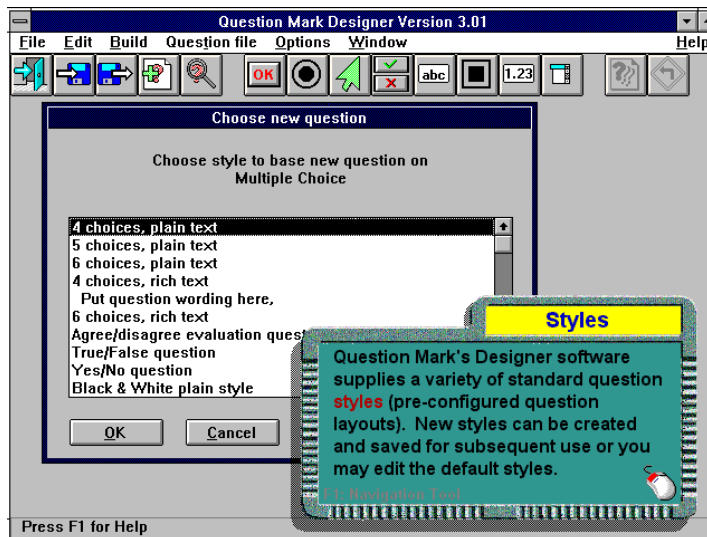 Question Mark Designer Version 3.01
File Edit Build Question file Options Window Help
OK abc 1.23
Choose new question
Choose style to base new question on
Multiple Choice
4 choices, plain text
5 choices, plain text
6 choices, plain text
4 choices, rich text
Put question wording here,
6 choices, rich text
Agree/disagree evaluation quest
True/False question
Yes/No question
Black & White plain style
OK Cancel
Styles
Question Mark's Designer software
supplies a variety of standard question
styles (pre-configured question
layouts). New styles can be created
and saved for subsequent use or you
may edit the default styles.
F1: Navigation Tool
Press F1 for Help